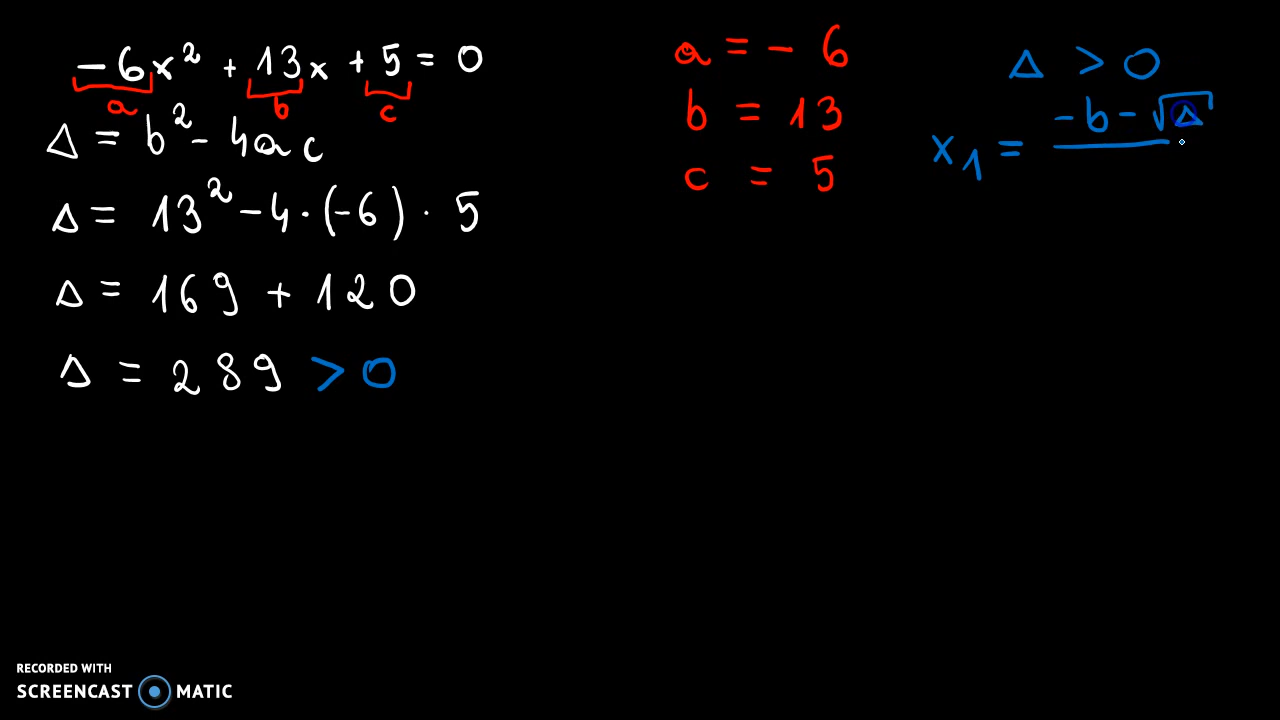 -6x² + 13x + 5 = 0
a b c
Δ = b² - 4ac
Δ = 13² - 4 · (-6) · 5
Δ = 169 + 120
Δ = 289 > 0
a = - 6
b = 13
c = 5
Δ > 0
-b - √Δ
x₁ =
RECORDED WITH
SCREENCAST MATIC